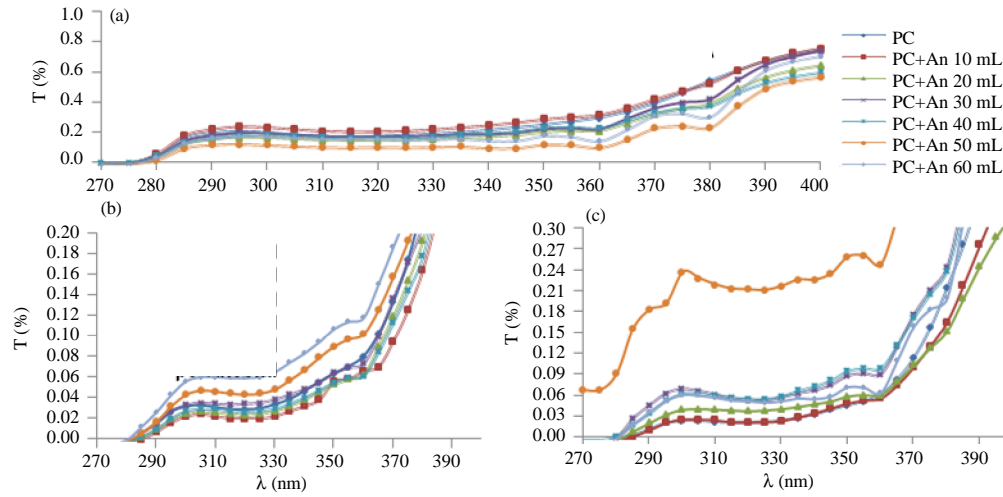 (a)
T (%)
1.0
0.8
0.6
0.4
0.2
0.0
270 280 290 300 310 320 330 340 350 360 370 380 390 400
PC
PC+An 10 mL
PC+An 20 mL
PC+An 30 mL
PC+An 40 mL
PC+An 50 mL
PC+An 60 mL
(b)
T (%)
0.20
0.18
0.16
0.14
0.12
0.10
0.08
0.06
0.04
0.02
0.00
270 290 310 330 350 370 390
λ (nm)
(c)
T (%)
0.30
0.27
0.24
0.21
0.18
0.15
0.12
0.09
0.06
0.03
0.00
270 290 310 330 350 370 390
λ (nm)